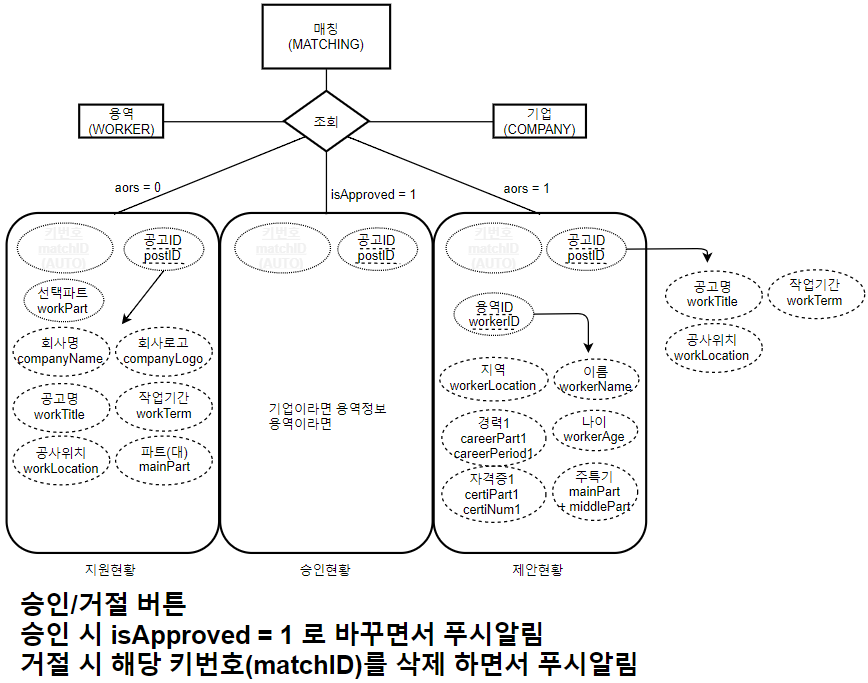 매칭
(MATCHING)
용역
(WORKER)
조회
기업
(COMPANY)
aors = 0
isApproved = 1
aors = 1
키번호
matchID
(AUTO)
공고ID
postID
선택파트
workPart
회사명
companyName
회사로고
companyLogo
공고명
workTitle
작업기간
workTerm
공사위치
workLocation
파트(대)
mainPart
지원현황
키번호
matchID
(AUTO)
공고ID
postID
기업이라면 용역정보
용역이라면
승인현황
키번호
matchID
(AUTO)
공고ID
postID
용역ID
workerID
지역
workerLocation
이름
workerName
경력1
careerPart1
careerPeriod1
나이
workerAge
자격증1
certiPart1
certiNum1
주특기
mainPart
+ middlePart
제안현황
공고명
workTitle
작업기간
workTerm
공사위치
workLocation
승인/거절 버튼
승인 시 isApproved = 1 로 바꾸면서 푸시알림
거절 시 해당 키번호(matchID)를 삭제 하면서 푸시알림